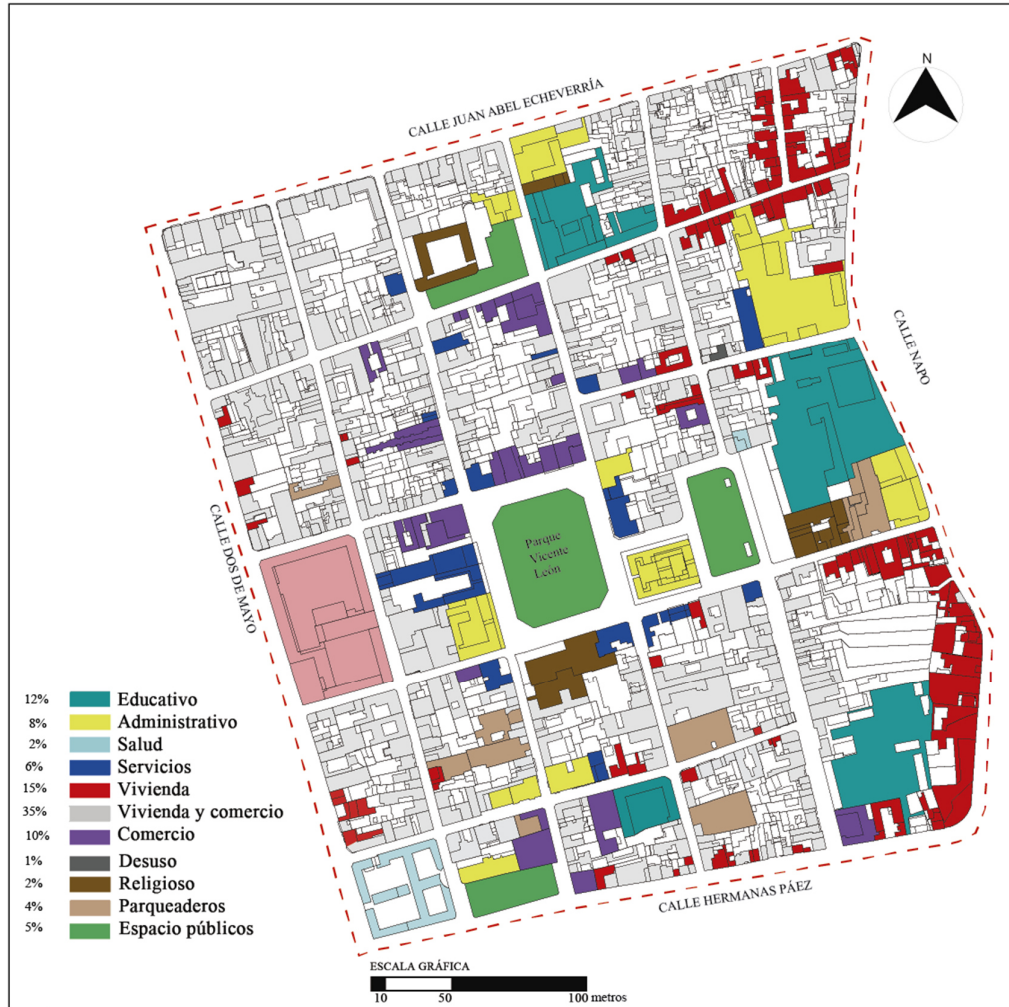 N
CALLE JUAN ABEL ECHEVERRÍA
CALLE NAPO
CALLE DOS DE MAYO
Parque
Vicente
León
12% Educativo
8% Administrativo
2% Salud
6% Servicios
15% Vivienda
35% Vivienda y comercio
10% Comercio
1% Desuso
2% Religioso
4% Parqueaderos
5% Espacio públicos
CALLE HERMANAS PÁEZ
ESCALA GRÁFICA
10 50 100 metros